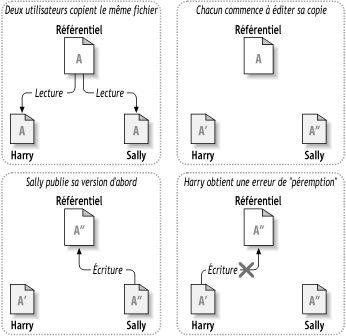 Deux utilisateurs copient le même fichier
Référentiel
A
Lecture
Lecture
A
A
Harry
Sally
Chacun commence à éditer sa copie
Référentiel
A
A'
A"
Harry
Sally
Sally publie sa version d'abord
Référentiel
A"
Écriture
A'
A"
Harry
Sally
Harry obtient une erreur de "péremption"
Référentiel
A"
Écriture
A'
A"
Harry
Sally